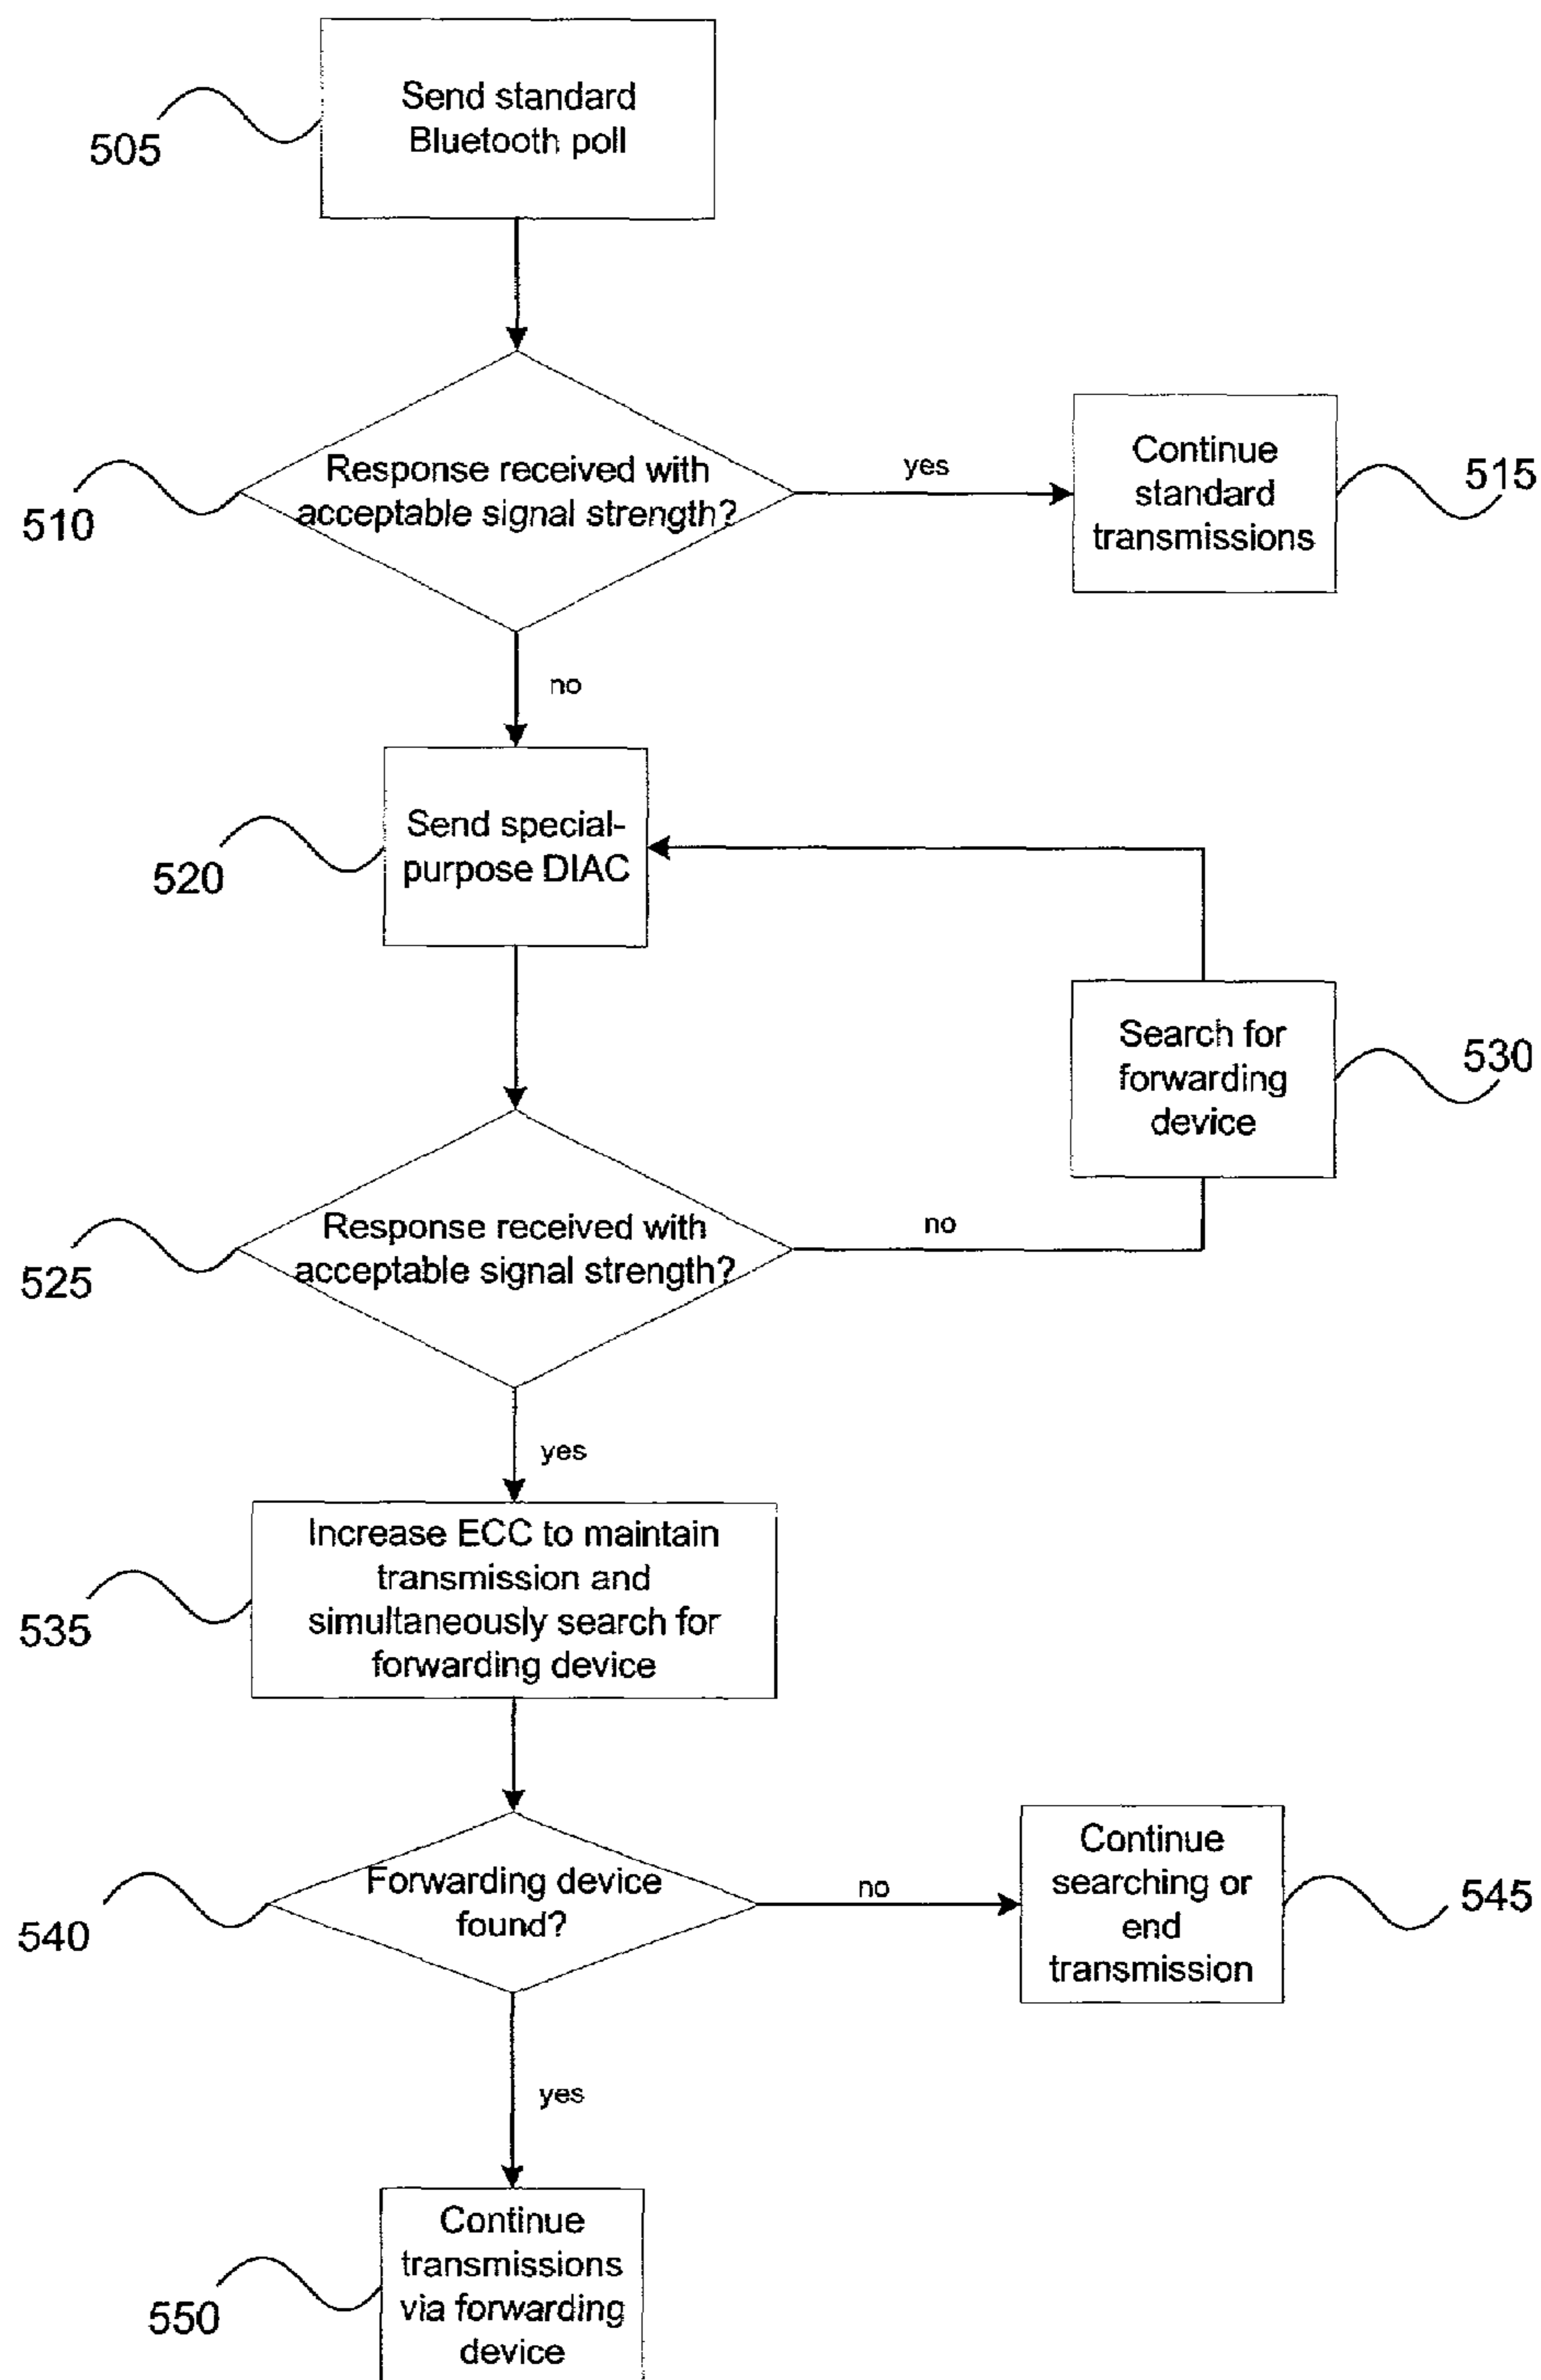 Send standard
Bluetooth poll
505
Response received with
acceptable signal strength?
510
yes
Continue
standard
transmissions
515
no
Send special-
purpose DIAC
520
Search for
forwarding
device
530
Response received with
acceptable signal strength?
525
no
yes
Increase ECC to maintain
transmission and
simultaneously search for
forwarding device
535
Forwarding device
found?
540
no
Continue
searching or
end
transmission
545
yes
Continue
transmissions
via forwarding
device
550